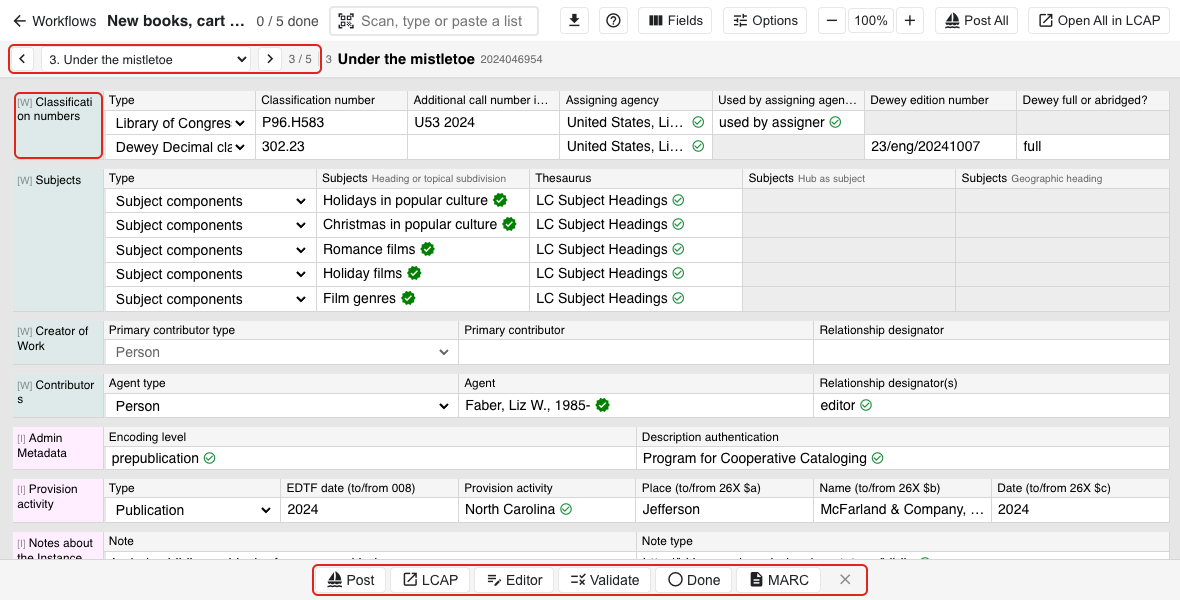 Workflows New books, cart ... 0 / 5 done Scan, type or paste a list Fields Options 100% Post All Open All in LCAP
3. Under the mistletoe 3 / 5 3 Under the mistletoe 2024046954
[W] Classificati
on numbers
Type Classification number Additional call number i... Assigning agency Used by assigning agen... Dewey edition number Dewey full or abridged?
Library of Congres P96.H583 U53 2024 United States, Li... used by assigner
Dewey Decimal cla 302.23 United States, Li... 23/eng/20241007 full
[W] Subjects
Type Subjects Heading or topical subdivision Thesaurus Subjects Hub as subject Subjects Geographic heading
Subject components Holidays in popular culture LC Subject Headings
Subject components Christmas in popular culture LC Subject Headings
Subject components Romance films LC Subject Headings
Subject components Holiday films LC Subject Headings
Subject components Film genres LC Subject Headings
[W] Creator of
Work
Primary contributor type Primary contributor Relationship designator
Person
[W] Contributor
s
Agent type Agent Relationship designator(s)
Person Faber, Liz W., 1985- editor
[I] Admin
Metadata
Encoding level Description authentication
prepublication Program for Cooperative Cataloging
[I] Provision
activity
Type EDTF date (to/from 008) Provision activity Place (to/from 26X $a) Name (to/from 26X $b) Date (to/from 26X $c)
Publication 2024 North Carolina Jefferson McFarland & Company, ... 2024
[I] Notes about
the Instance
Note Note type
Post LCAP Editor Validate Done MARC